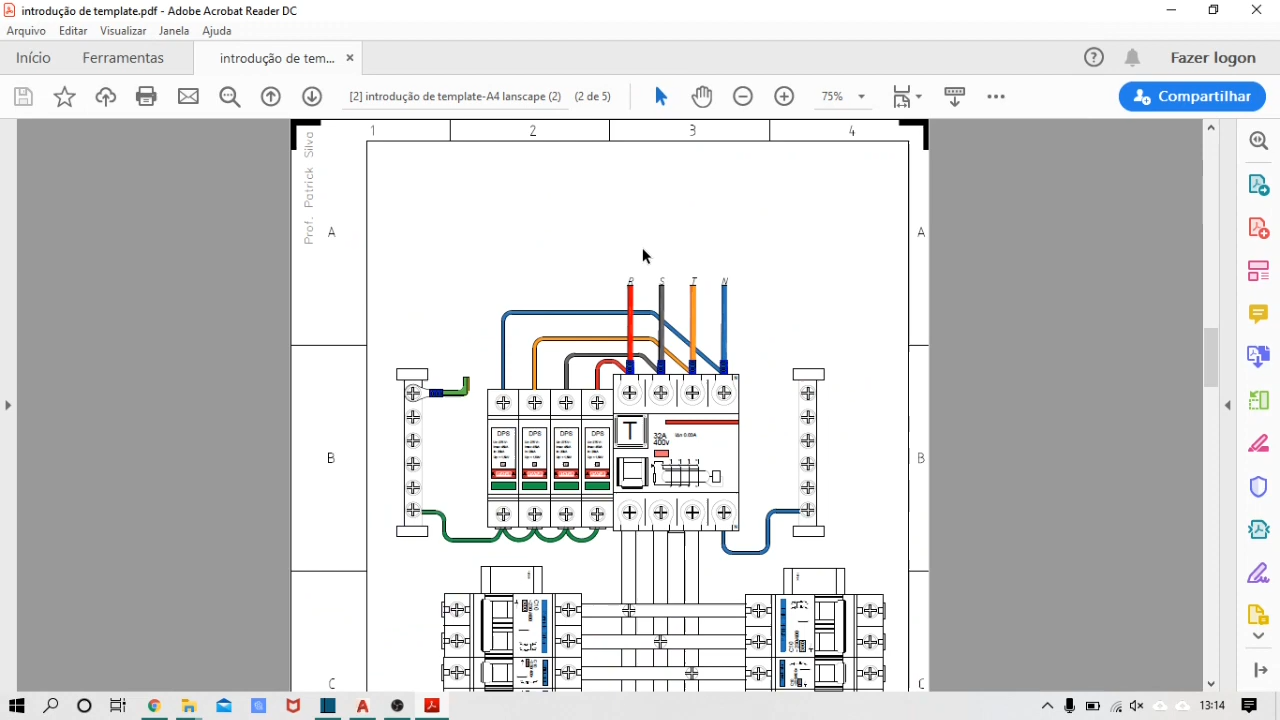 introdução de template.pdf - Adobe Acrobat Reader DC
Arquivo Editar Visualizar Janela Ajuda
Início Ferramentas introdução de tem... × Fazer logon
[2] introdução de template-A4 lanscape (2) (2 de 5) 75% Compartilhar
1 2 3 4
Prof. Patrick Silva
A A
R S T N
DPS DPS DPS DPS
T
32A
400V
B B
C C
13:14